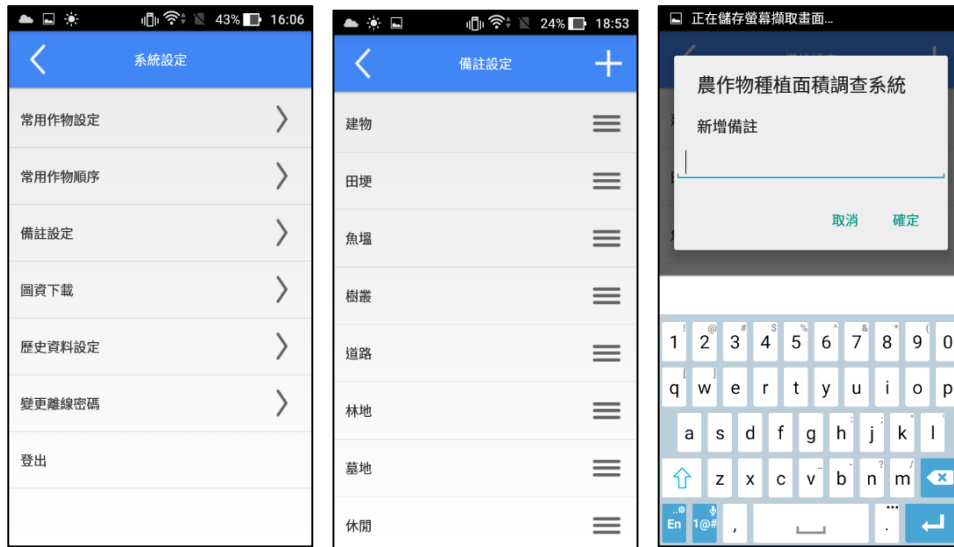 43% 16:06
系統設定
常用作物設定
常用作物順序
備註設定
圖資下載
歷史資料設定
變更離線密碼
登出
24% 18:53
備註設定
建物
田埂
魚塭
樹叢
道路
林地
墓地
休閒
正在儲存螢幕擷取畫面...
農作物種植面積調查系統
新增備註
取消 確定
! @ # $ % ^ & * (
1 2 3 4 5 6 7 8 9 0
[ ]
q w e r t y u i o p
a s d f g h j k l
z x c v b n m
En 1@# , .